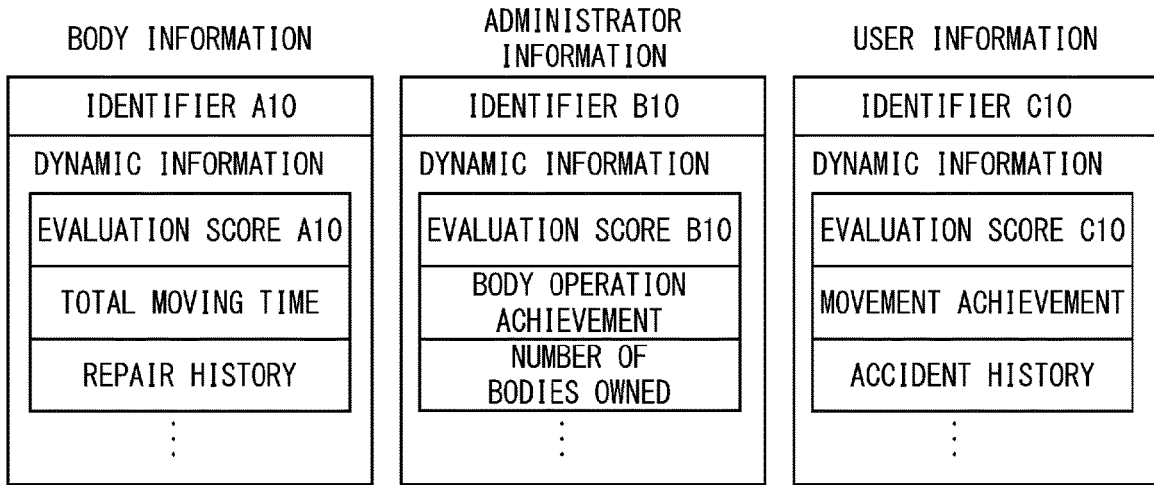 BODY INFORMATION
IDENTIFIER A10
DYNAMIC INFORMATION
EVALUATION SCORE A10
TOTAL MOVING TIME
REPAIR HISTORY
⋮
ADMINISTRATOR
INFORMATION
IDENTIFIER B10
DYNAMIC INFORMATION
EVALUATION SCORE B10
BODY OPERATION
ACHIEVEMENT
NUMBER OF
BODIES OWNED
⋮
USER INFORMATION
IDENTIFIER C10
DYNAMIC INFORMATION
EVALUATION SCORE C10
MOVEMENT ACHIEVEMENT
ACCIDENT HISTORY
⋮